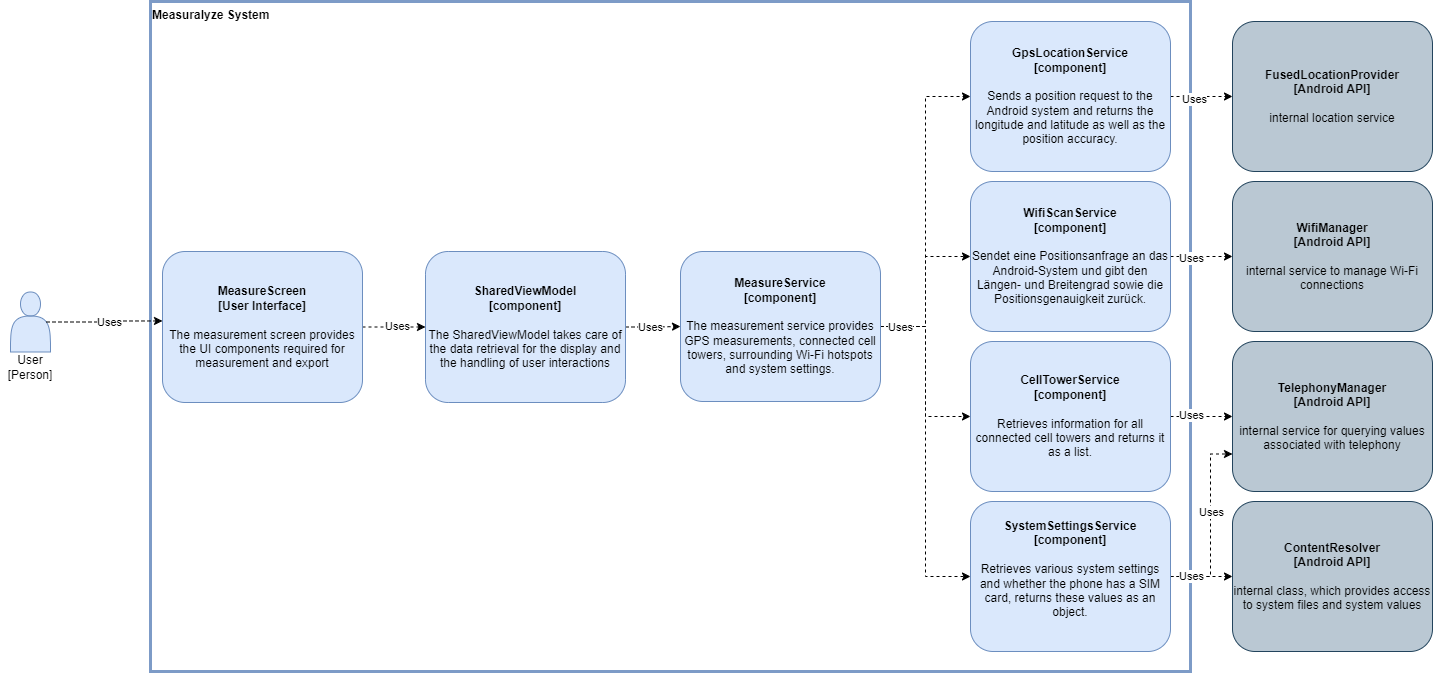 Measuralyze System
User
[Person]
Uses
MeasureScreen
[User Interface]
The measurement screen provides
the UI components required for
measurement and export
Uses
SharedViewModel
[component]
The SharedViewModel takes care of
the data retrieval for the display and
the handling of user interactions
Uses
MeasureService
[component]
The measurement service provides
GPS measurements, connected cell
towers, surrounding Wi-Fi hotspots
and system settings.
Uses
GpsLocationService
[component]
Sends a position request to the
Android system and returns the
longitude and latitude as well as the
position accuracy.
Uses
FusedLocationProvider
[Android API]
internal location service
WifiScanService
[component]
Sendet eine Positionsanfrage an das
Android-System und gibt den
Längen- und Breitengrad sowie die
Positionsgenauigkeit zurück.
Uses
WifiManager
[Android API]
internal service to manage Wi-Fi
connections
CellTowerService
[component]
Retrieves information for all
connected cell towers and returns it
as a list.
Uses
TelephonyManager
[Android API]
internal service for querying values
associated with telephony
SystemSettingsService
[component]
Retrieves various system settings
and whether the phone has a SIM
card, returns these values as an
object.
Uses
Uses
ContentResolver
[Android API]
internal class, which provides access
to system files and system values